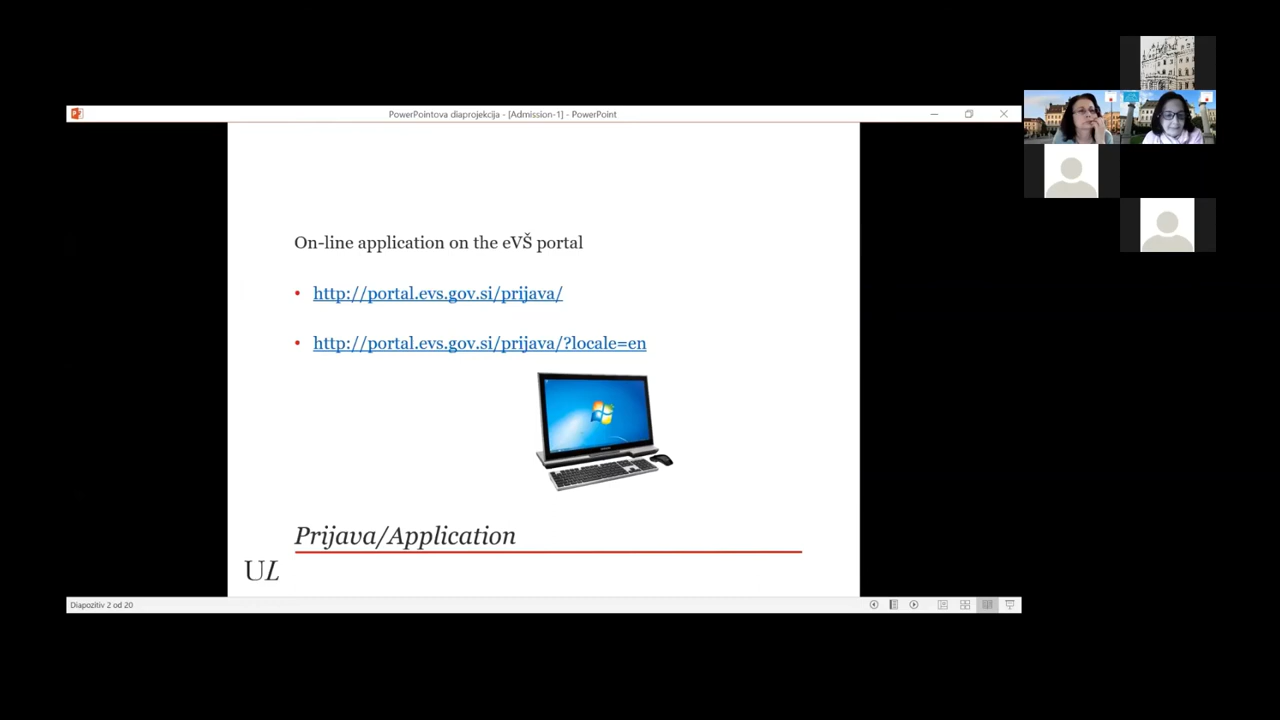 PowerPointova diaprojekcija - [Admission-1] - PowerPoint
On-line application on the eVŠ portal
• http://portal.evs.gov.si/prijava/
• http://portal.evs.gov.si/prijava/?locale=en
Prijava/Application
UL
Diapozitiv 2 od 20